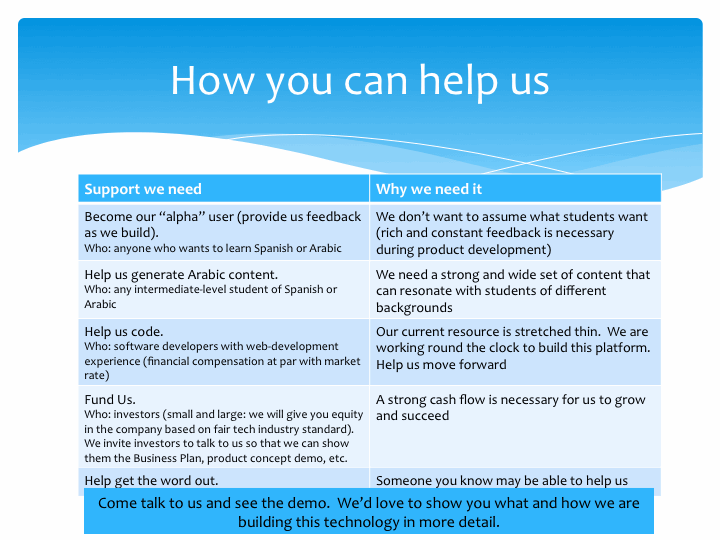 How you can help us
Support we need
Why we need it
Become our “alpha” user (provide us feedback
as we build).
Who: anyone who wants to learn Spanish or Arabic
We don’t want to assume what students want
(rich and constant feedback is necessary
during product development)
Help us generate Arabic content.
Who: any intermediate-level student of Spanish or
Arabic
We need a strong and wide set of content that
can resonate with students of different
backgrounds
Help us code.
Who: software developers with web-development
experience (financial compensation at par with market
rate)
Our current resource is stretched thin.  We are
working round the clock to build this platform.
Help us move forward
Fund Us.
Who: investors (small and large: we will give you equity
in the company based on fair tech industry standard).
We invite investors to talk to us so that we can show
them the Business Plan, product concept demo, etc.
A strong cash flow is necessary for us to grow
and succeed
Help get the word out.
Someone you know may be able to help us
Come talk to us and see the demo.  We’d love to show you what and how we are
building this technology in more detail.